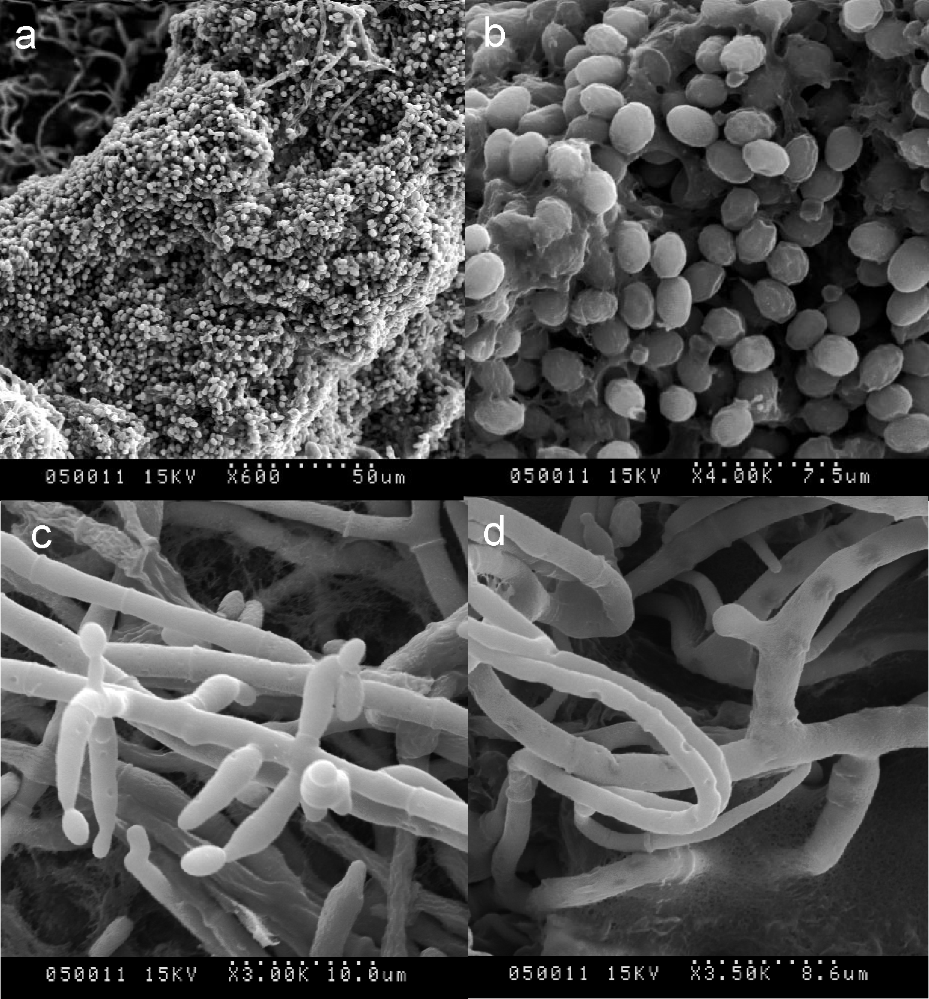 a
b
050011 15KV X600 50um
050011 15KV X4.00K 7.5um
c
d
050011 15KV X3.00K 10.0um
050011 15KV X3.50K 8.6um